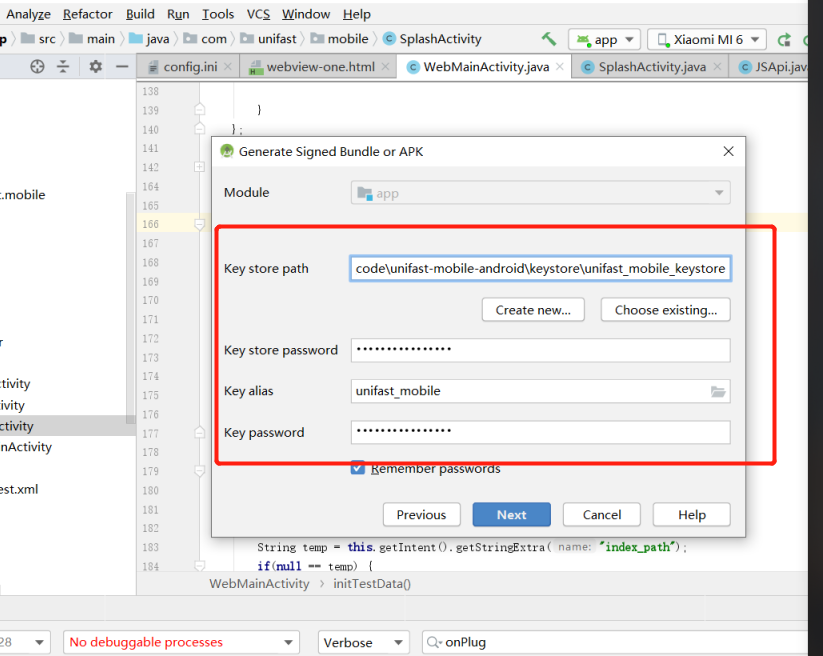 Analyze Refactor Build Run Tools VCS Window Help
p src main java com unifast mobile SplashActivity app Xiaomi MI 6
config.ini webview-one.html WebMainActivity.java SplashActivity.java JSApi.jav
138
139 }
140 };
141
142
164
165
166
167
168
169
170
171
172
173
174
175
176
177
178
179
180
181
182
183 String temp = this.getIntent().getStringExtra( name: "index_path");
184 if(null == temp) {
t.mobile
r
tivity
ivity
ctivity
nActivity
est.xml
Generate Signed Bundle or APK
Module app
Key store path code\unifast-mobile-android\keystore\unifast_mobile_keystore
Create new... Choose existing...
Key store password ••••••••••••••••
Key alias unifast_mobile
Key password ••••••••••••••••
Remember passwords
Previous Next Cancel Help
WebMainActivity › initTestData()
28 No debuggable processes Verbose onPlug